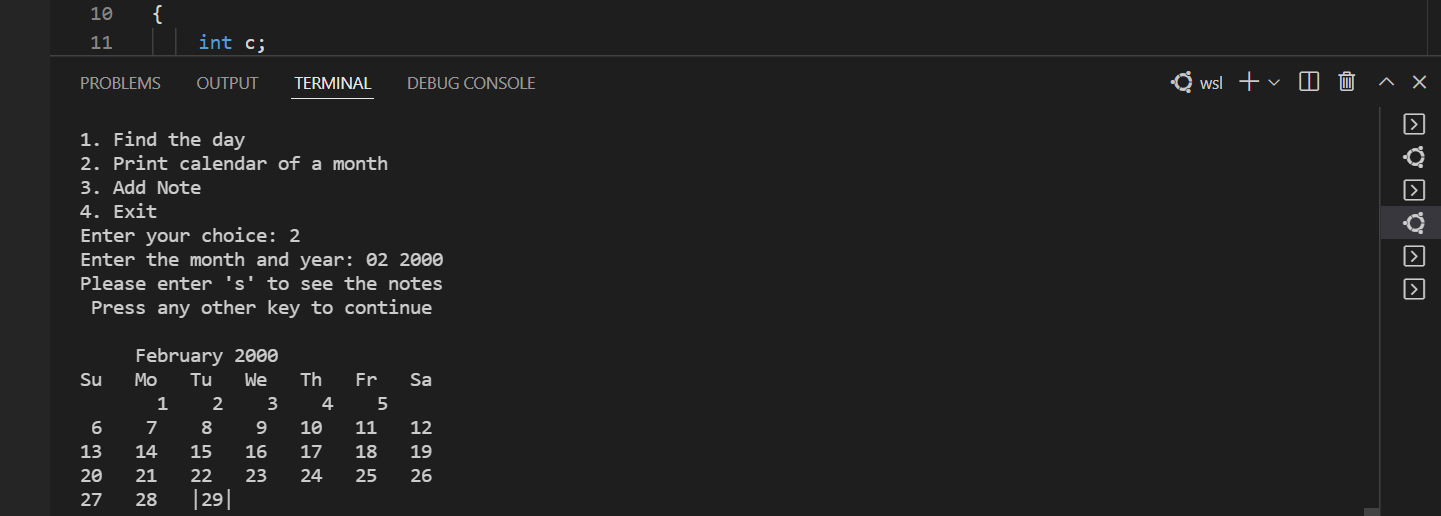 10 {
11 int c;
PROBLEMS OUTPUT TERMINAL DEBUG CONSOLE wsl
1. Find the day
2. Print calendar of a month
3. Add Note
4. Exit
Enter your choice: 2
Enter the month and year: 02 2000
Please enter 's' to see the notes
Press any other key to continue
February 2000
Su Mo Tu We Th Fr Sa
1 2 3 4 5
6 7 8 9 10 11 12
13 14 15 16 17 18 19
20 21 22 23 24 25 26
27 28 |29|